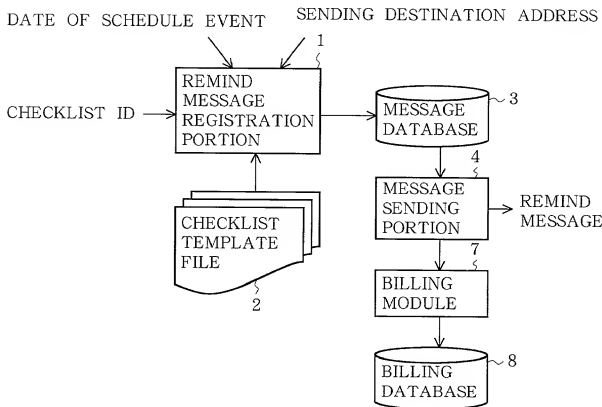 DATE OF SCHEDULE EVENT
SENDING DESTINATION ADDRESS
1
REMIND
MESSAGE
REGISTRATION
PORTION
CHECKLIST ID
3
MESSAGE
DATABASE
4
MESSAGE
SENDING
PORTION
REMIND
MESSAGE
CHECKLIST
TEMPLATE
FILE
2
7
BILLING
MODULE
8
BILLING
DATABASE